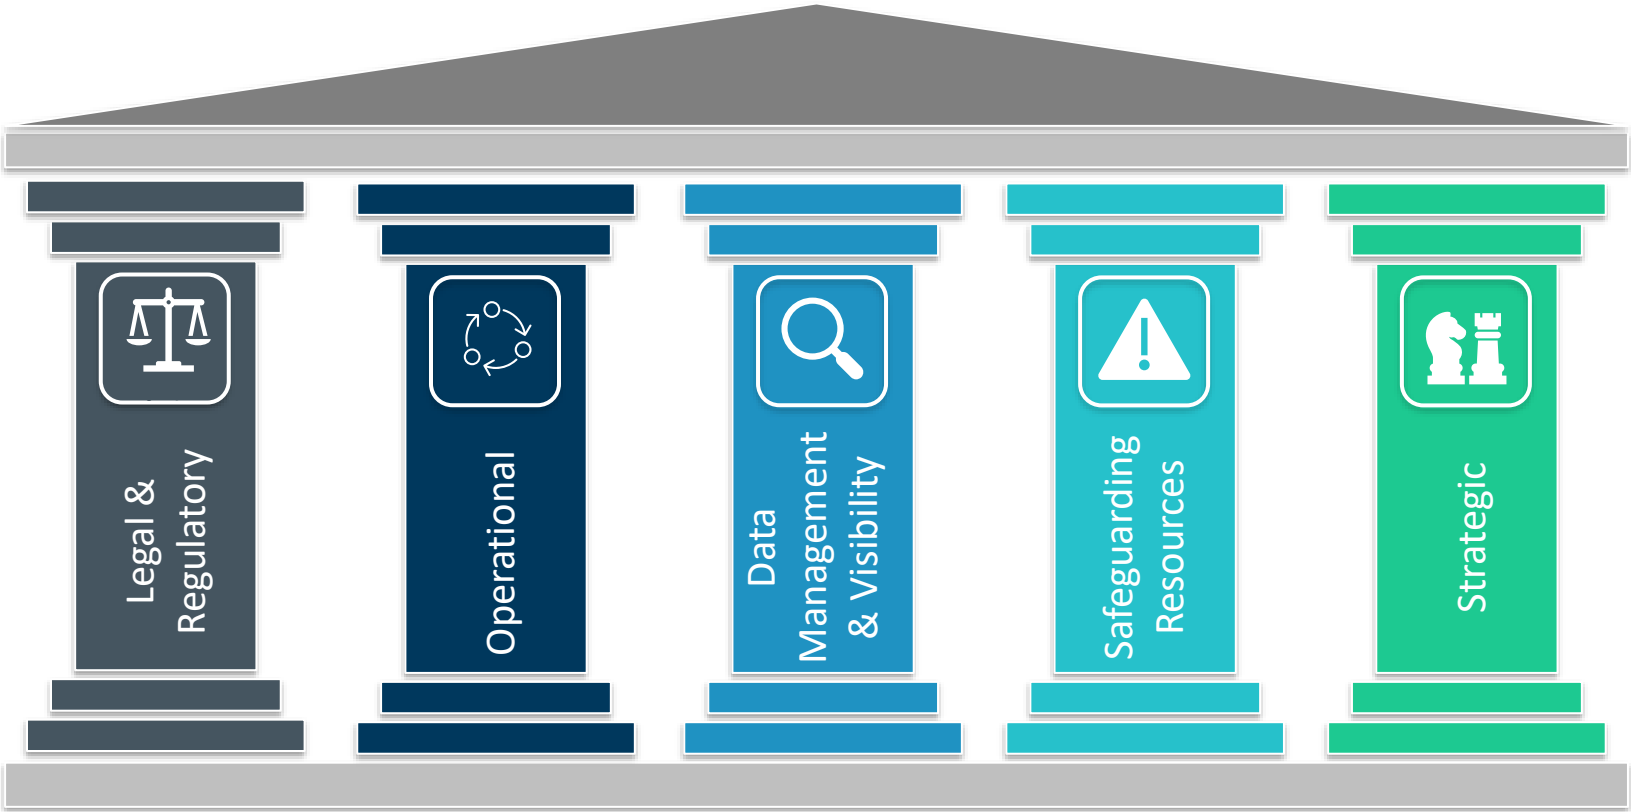 Legal &
Regulatory
Operational
Data
Management
& Visibility
Safeguarding
Resources
Strategic